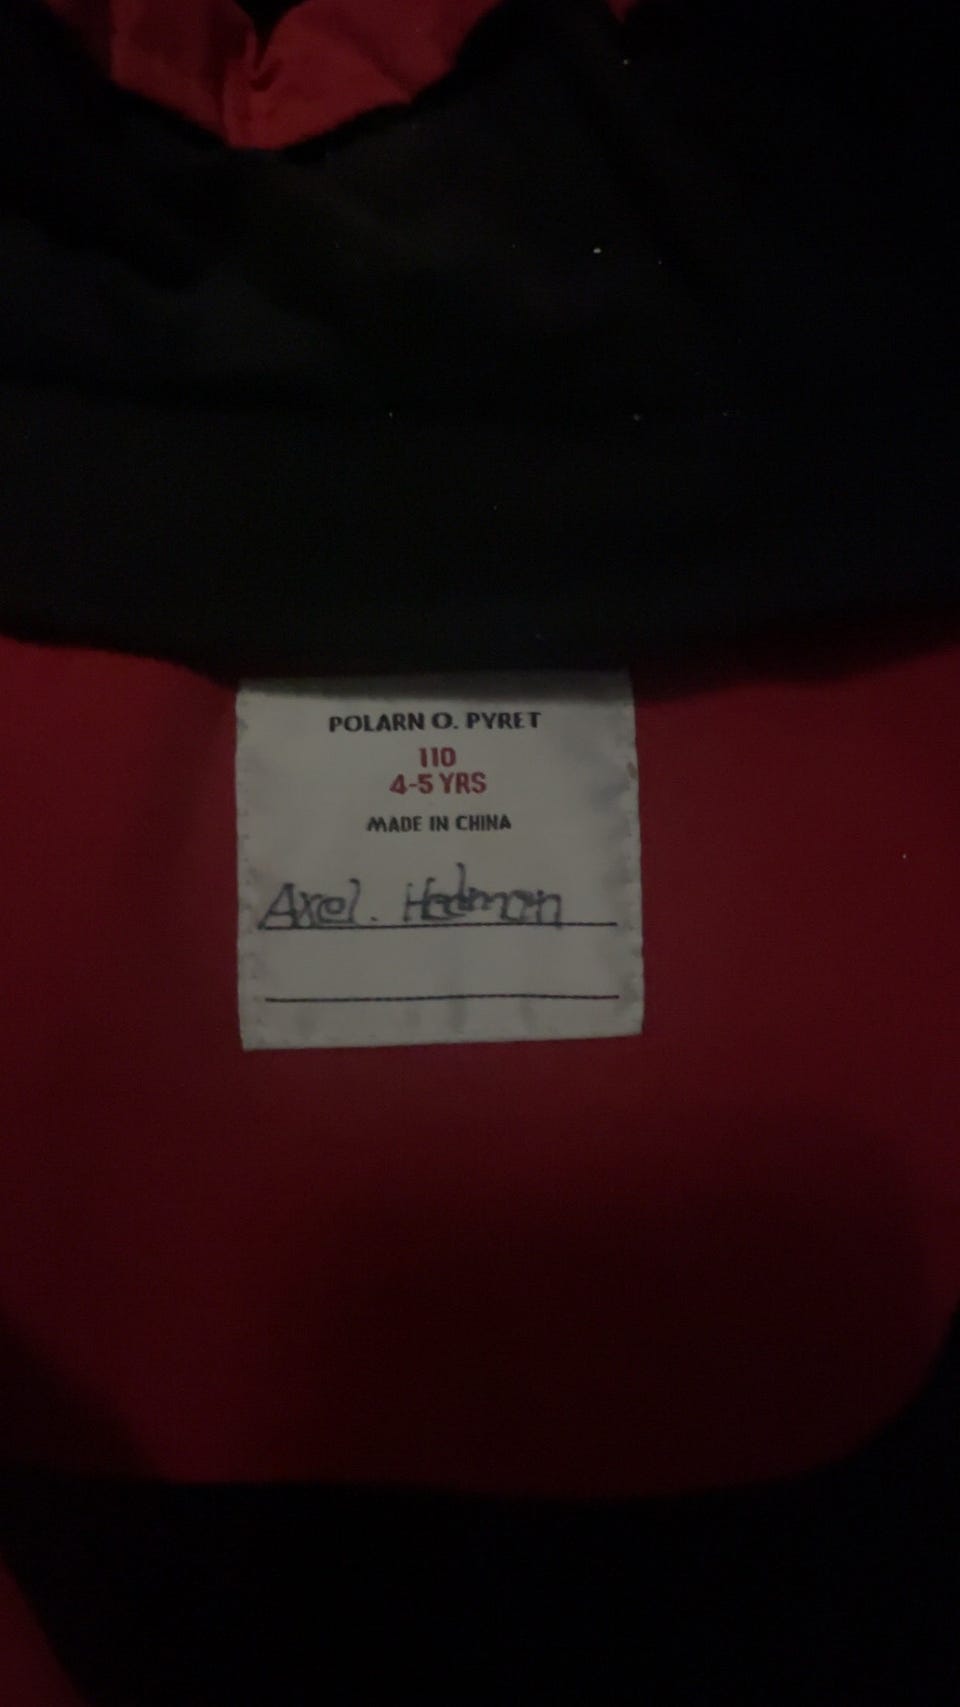 POLARN O. PYRET
110
4-5 YRS
MADE IN CHINA
Axel. Hedman